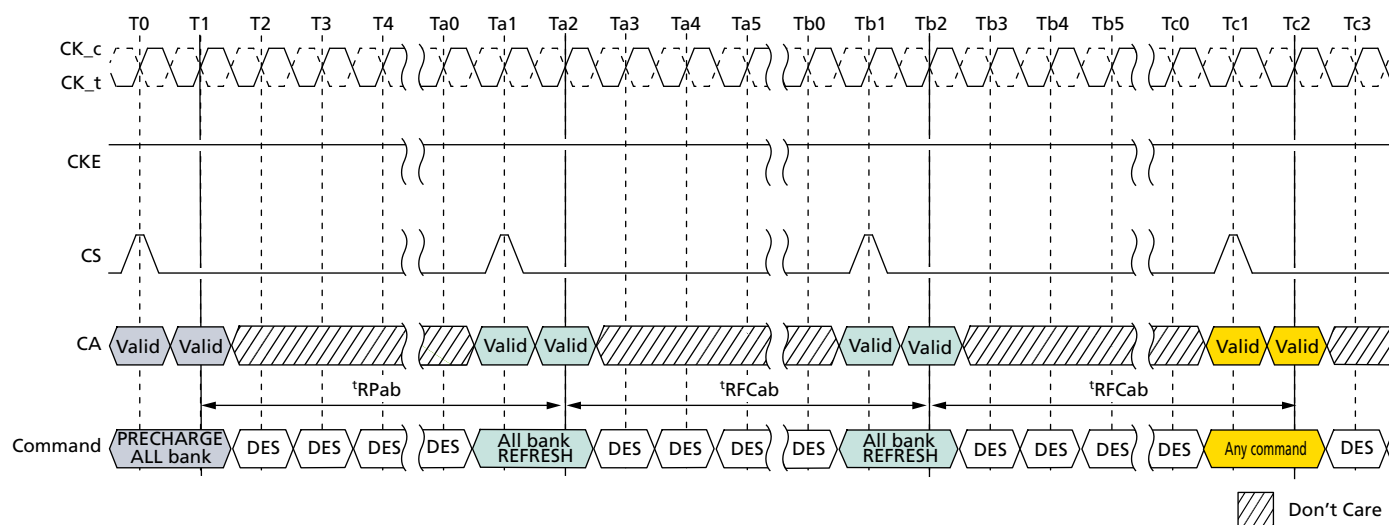 T0 T1 T2 T3 T4 Ta0 Ta1 Ta2 Ta3 Ta4 Ta5 Tb0 Tb1 Tb2 Tb3 Tb4 Tb5 Tc0 Tc1 Tc2 Tc3
CK_c
CK_t
CKE
CS
CA Valid Valid Valid Valid Valid Valid Valid Valid
tRPab tRFCab tRFCab
Command PRECHARGE ALL bank DES DES DES DES All bank REFRESH DES DES DES DES All bank REFRESH DES DES DES DES Any command DES
Don't Care